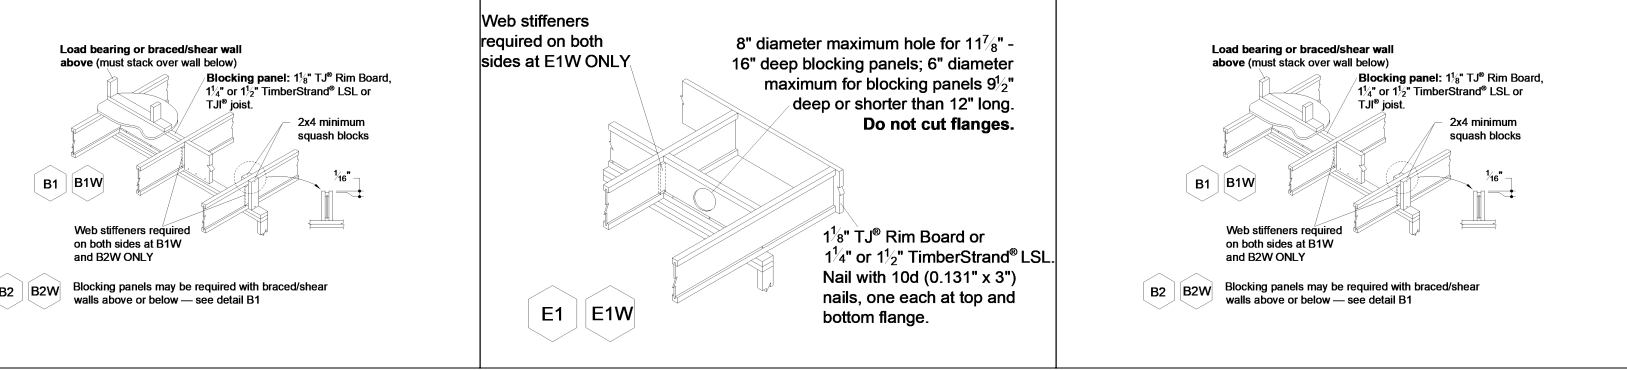 Load bearing or braced/shear wall
above (must stack over wall below)
Blocking panel: 1⅛" TJ® Rim Board,
1¼" or 1½" TimberStrand® LSL or
TJI® joist.
2x4 minimum
squash blocks
1⁄16"
B1
B1W
Web stiffeners required
on both sides at B1W
and B2W ONLY
B2
B2W
Blocking panels may be required with braced/shear
walls above or below — see detail B1
Web stiffeners
required on both
sides at E1W ONLY
8" diameter maximum hole for 11⅞" -
16" deep blocking panels; 6" diameter
maximum for blocking panels 9½"
deep or shorter than 12" long.
Do not cut flanges.
1⅛" TJ® Rim Board or
1¼" or 1½" TimberStrand® LSL.
Nail with 10d (0.131" x 3")
nails, one each at top and
bottom flange.
E1
E1W
Load bearing or braced/shear wall
above (must stack over wall below)
Blocking panel: 1⅛" TJ® Rim Board,
1¼" or 1½" TimberStrand® LSL or
TJI® joist.
2x4 minimum
squash blocks
1⁄16"
B1
B1W
Web stiffeners required
on both sides at B1W
and B2W ONLY
B2
B2W
Blocking panels may be required with braced/shear
walls above or below — see detail B1